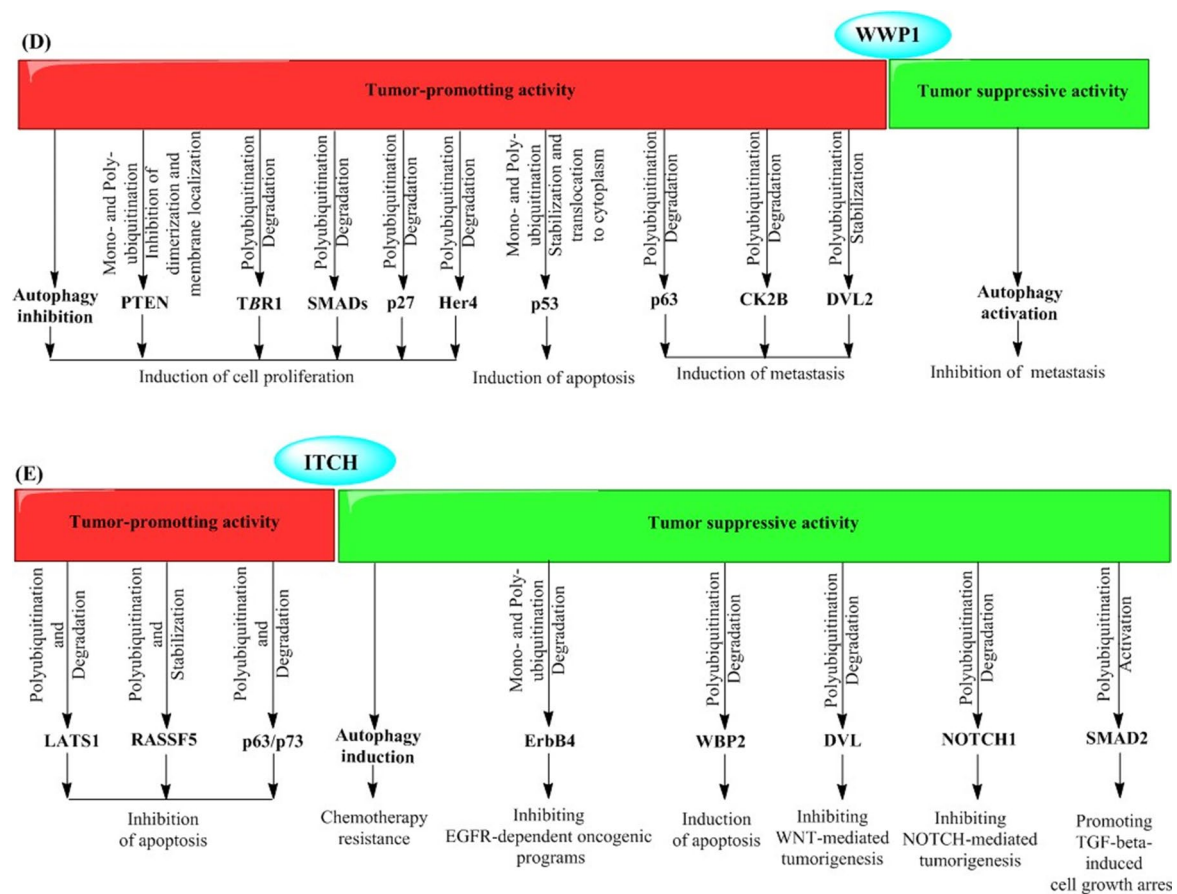 (D)
WWP1
Tumor-promotting activity
Tumor suppressive activity
Mono- and Poly-
ubiquitination
Inhibition of
dimerization and
membrane localization
Polyubiquitination
Degradation
Polyubiquitination
Degradation
Polyubiquitination
Degradation
Polyubiquitination
Degradation
Mono- and Poly-
ubiquitination
Stabilization and
translocation
to cytoplasm
Polyubiquitination
Degradation
Polyubiquitination
Degradation
Polyubiquitination
Stabilization
Autophagy
inhibition
PTEN
TBR1
SMADs
p27
Her4
p53
p63
CK2B
DVL2
Autophagy
activation
Induction of cell proliferation
Induction of apoptosis
Induction of metastasis
Inhibition of metastasis
(E)
ITCH
Tumor-promotting activity
Tumor suppressive activity
Polyubiquitination
and
Degradation
Polyubiquitination
and
Stabilization
Polyubiquitination
and
Degradation
Mono- and Poly-
ubiquitination
Degradation
Polyubiquitination
Degradation
Polyubiquitination
Degradation
Polyubiquitination
Degradation
Polyubiquitination
Activation
LATS1
RASSF5
p63/p73
Autophagy
induction
ErbB4
WBP2
DVL
NOTCH1
SMAD2
Inhibition
of apoptosis
Chemotherapy
resistance
Inhibiting
EGFR-dependent oncogenic
programs
Induction
of apoptosis
Inhibiting
WNT-mediated
tumorigenesis
Inhibiting
NOTCH-mediated
tumorigenesis
Promoting
TGF-beta-
induced
cell growth arres